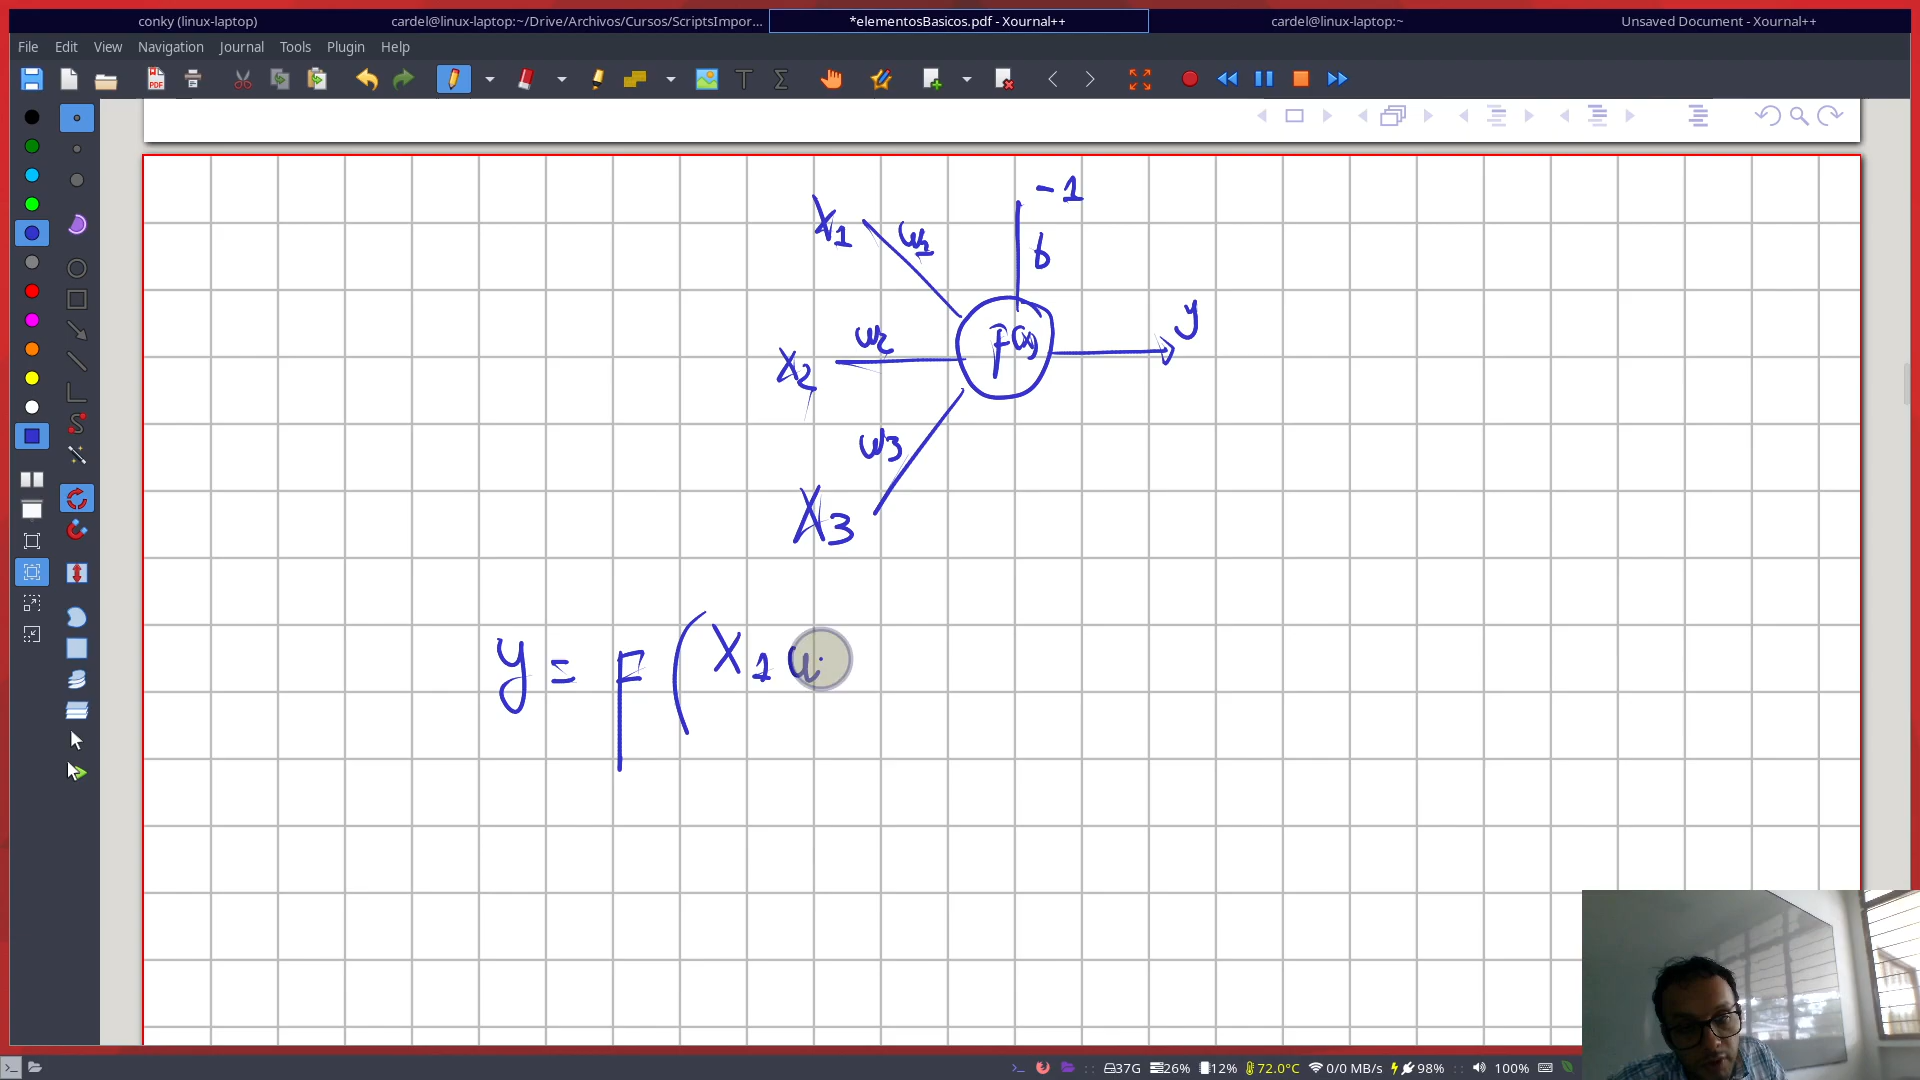 conky (linux-laptop) cardel@linux-laptop:~/Drive/Archivos/Cursos/ScriptsImpor... *elementosBasicos.pdf - Xournal++ cardel@linux-laptop:~ Unsaved Document - Xournal++
File Edit View Navigation Journal Tools Plugin Help
PDF T Σ
-1
X1 w1
b
w2 F(x) y
X2
w3
X3
y = F (X1 w
37G 26% 12% 72.0°C 0/0 MB/s 98% 100%